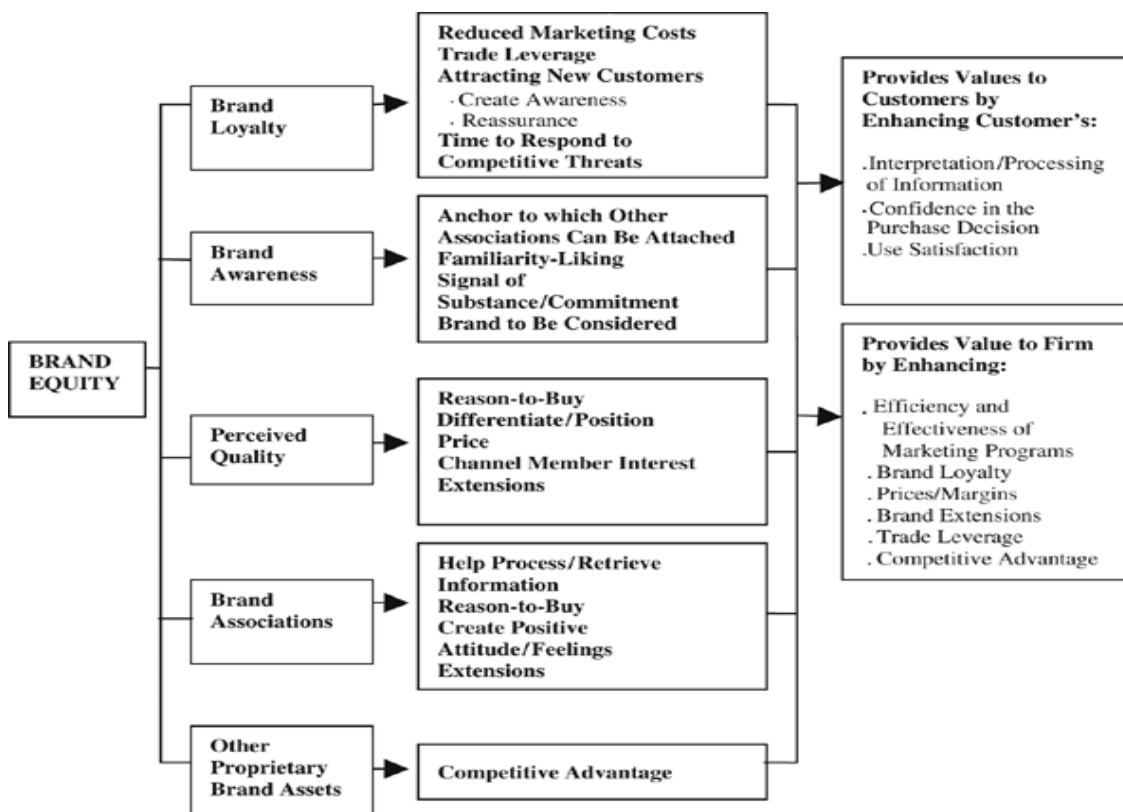 BRAND
EQUITY
Brand
Loyalty
Reduced Marketing Costs
Trade Leverage
Attracting New Customers
. Create Awareness
. Reassurance
Time to Respond to
Competitive Threats
Brand
Awareness
Anchor to which Other
Associations Can Be Attached
Familiarity-Liking
Signal of
Substance/Commitment
Brand to Be Considered
Perceived
Quality
Reason-to-Buy
Differentiate/Position
Price
Channel Member Interest
Extensions
Brand
Associations
Help Process/Retrieve
Information
Reason-to-Buy
Create Positive
Attitude/Feelings
Extensions
Other
Proprietary
Brand Assets
Competitive Advantage
Provides Values to
Customers by
Enhancing Customer's:
.Interpretation/Processing
of Information
.Confidence in the
Purchase Decision
.Use Satisfaction
Provides Value to Firm
by Enhancing:
. Efficiency and
Effectiveness of
Marketing Programs
. Brand Loyalty
. Prices/Margins
. Brand Extensions
. Trade Leverage
. Competitive Advantage